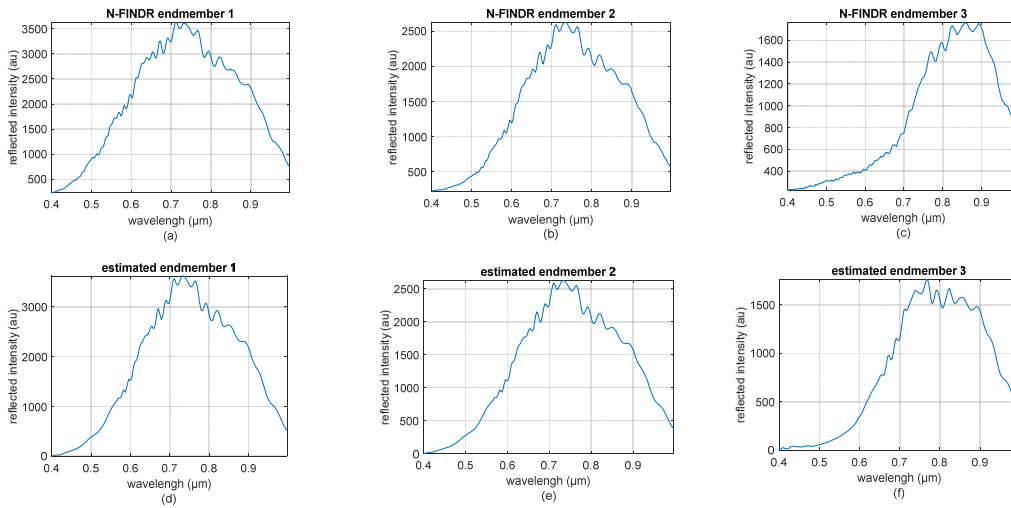 N-FINDR endmember 1
3500
3000
2500
2000
1500
1000
500
reflected intensity (au)
0.4 0.5 0.6 0.7 0.8 0.9
wavelengh (μm)
(a)
N-FINDR endmember 2
2500
2000
1500
1000
500
reflected intensity (au)
0.4 0.5 0.6 0.7 0.8 0.9
wavelengh (μm)
(b)
N-FINDR endmember 3
1600
1400
1200
1000
800
600
400
reflected intensity (au)
0.4 0.5 0.6 0.7 0.8 0.9
wavelengh (μm)
(c)
estimated endmember 1
3000
2000
1000
0
reflected intensity (au)
0.4 0.5 0.6 0.7 0.8 0.9
wavelengh (μm)
(d)
estimated endmember 2
2500
2000
1500
1000
500
0
reflected intensity (au)
0.4 0.5 0.6 0.7 0.8 0.9
wavelengh (μm)
(e)
estimated endmember 3
1500
1000
500
0
reflected intensity (au)
0.4 0.5 0.6 0.7 0.8 0.9
wavelengh (μm)
(f)